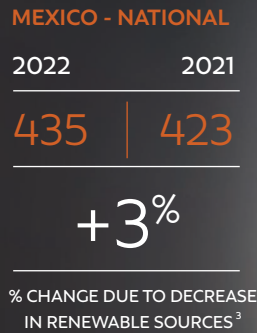 MEXICO - NATIONAL
2022 2021
435 423
+3%
% CHANGE DUE TO DECREASE
IN RENEWABLE SOURCES 3